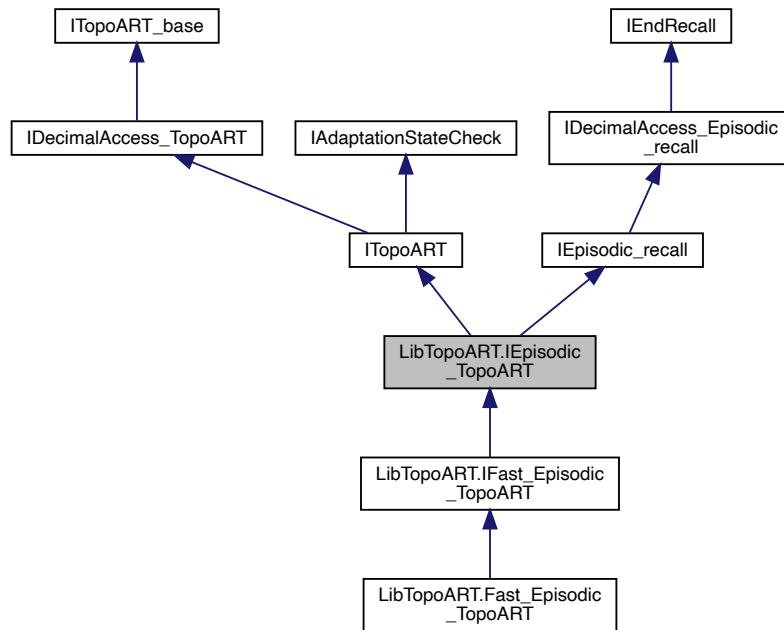 ITopoART_base
IEndRecall
IDecimalAccess_TopoART
IAdaptationStateCheck
IDecimalAccess_Episodic
_recall
ITopoART
IEpisodic_recall
LibTopoART.IEpisodic
_TopoART
LibTopoART.IFast_Episodic
_TopoART
LibTopoART.Fast_Episodic
_TopoART